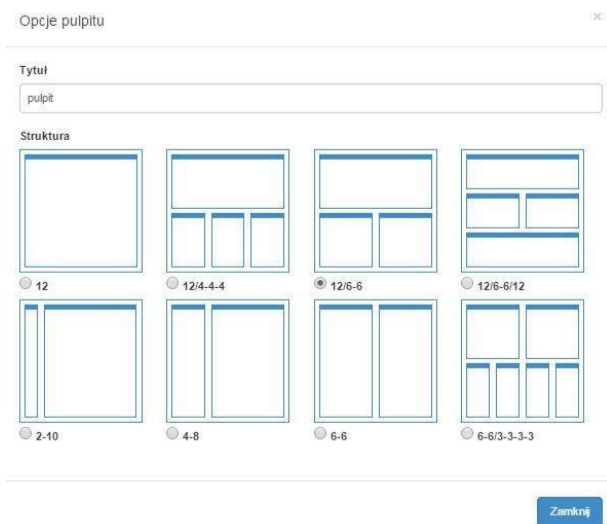 Opcje pulpitu ×
Tytuł
pulpit
Struktura
12 12/4-4-4 12/6-6 12/6-6/12
2-10 4-8 6-6 6-6/3-3-3-3
Zamknij